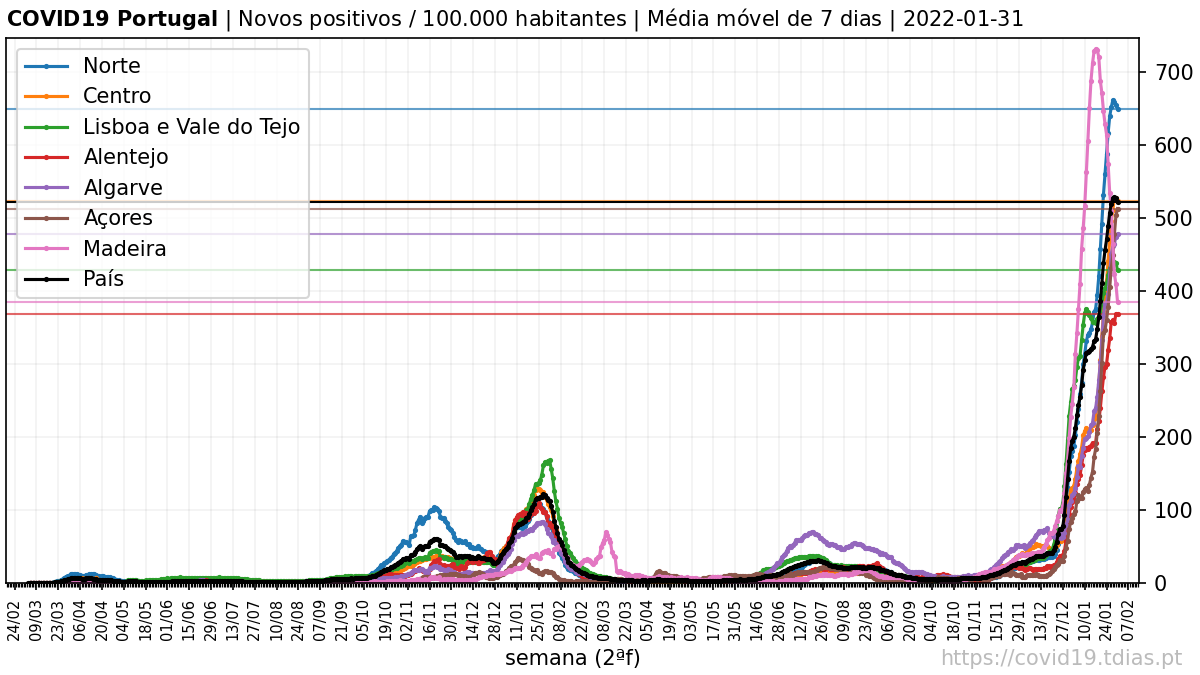 COVID19 Portugal | Novos positivos / 100.000 habitantes | Média móvel de 7 dias | 2022-01-31
Norte
Centro
Lisboa e Vale do Tejo
Alentejo
Algarve
Açores
Madeira
País
700
600
500
400
300
200
100
0
24/02 09/03 23/03 06/04 20/04 04/05 18/05 01/06 15/06 29/06 13/07 27/07 10/08 24/08 07/09 21/09 05/10 19/10 02/11 16/11 30/11 14/12 28/12 11/01 25/01 08/02 22/02 08/03 22/03 05/04 19/04 03/05 17/05 31/05 14/06 28/06 12/07 26/07 09/08 23/08 06/09 20/09 04/10 18/10 01/11 15/11 29/11 13/12 27/12 10/01 24/01 07/02
semana (2ªf)
https://covid19.tdias.pt